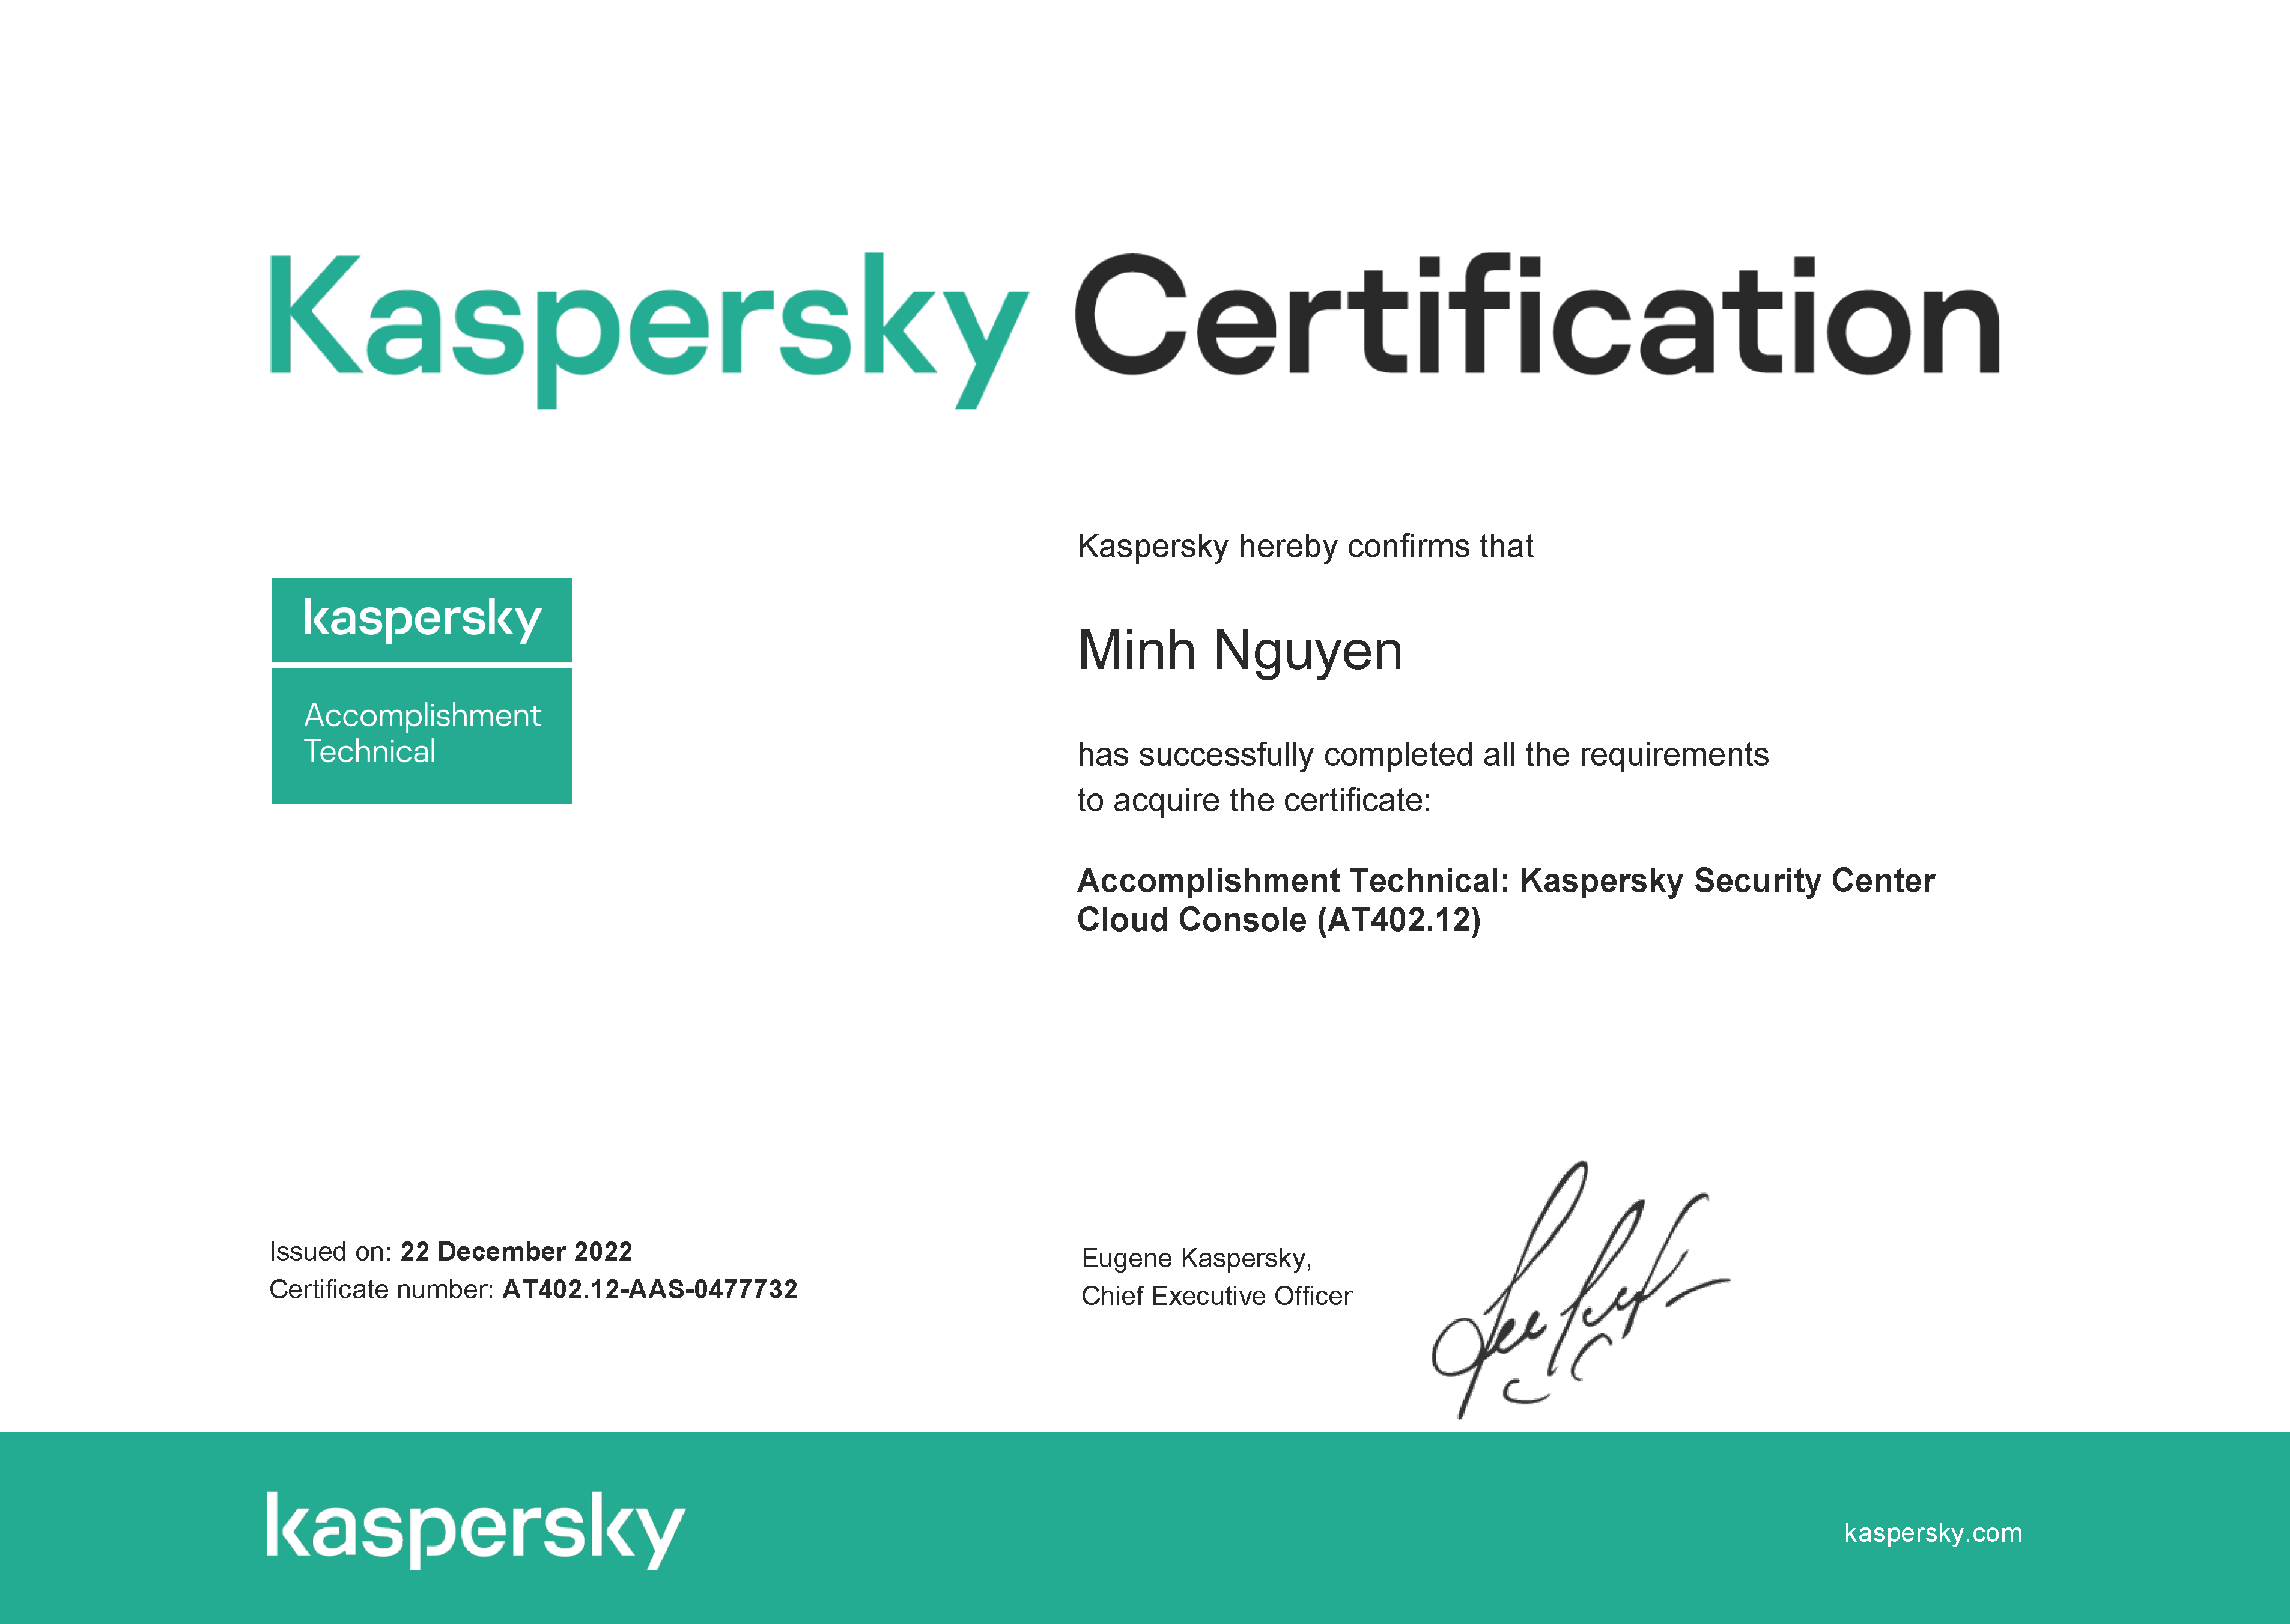 Kaspersky Certification
kaspersky
Accomplishment
Technical
Kaspersky hereby confirms that
Minh Nguyen
has successfully completed all the requirements
to acquire the certificate:
Accomplishment Technical: Kaspersky Security Center
Cloud Console (AT402.12)
Issued on: 22 December 2022
Certificate number: AT402.12-AAS-0477732
Eugene Kaspersky,
Chief Executive Officer
kaspersky
kaspersky.com